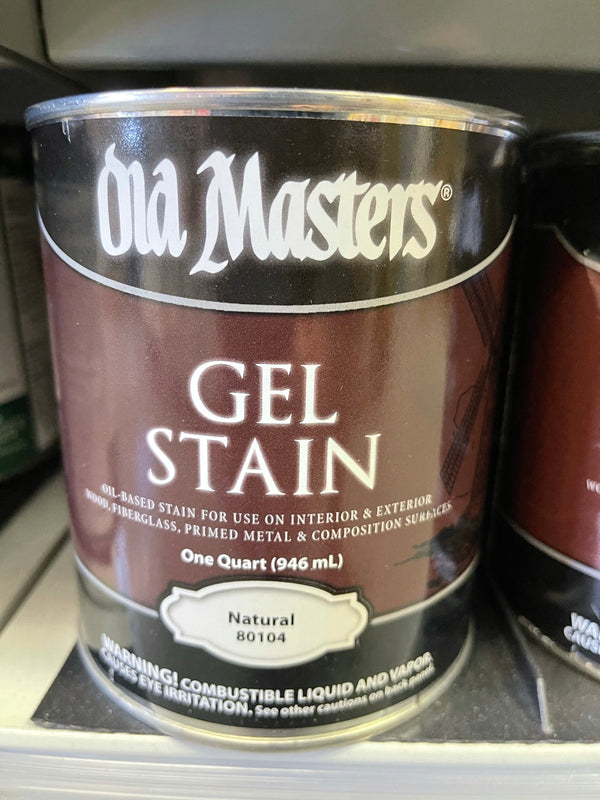 Old Masters®
GEL
STAIN
OIL-BASED STAIN FOR USE ON INTERIOR & EXTERIOR
WOOD, FIBERGLASS, PRIMED METAL & COMPOSITION SURFACES
One Quart (946 mL)
Natural
80104
WARNING! COMBUSTIBLE LIQUID AND VAPOR.
CAUSES EYE IRRITATION. See other cautions on back panel.